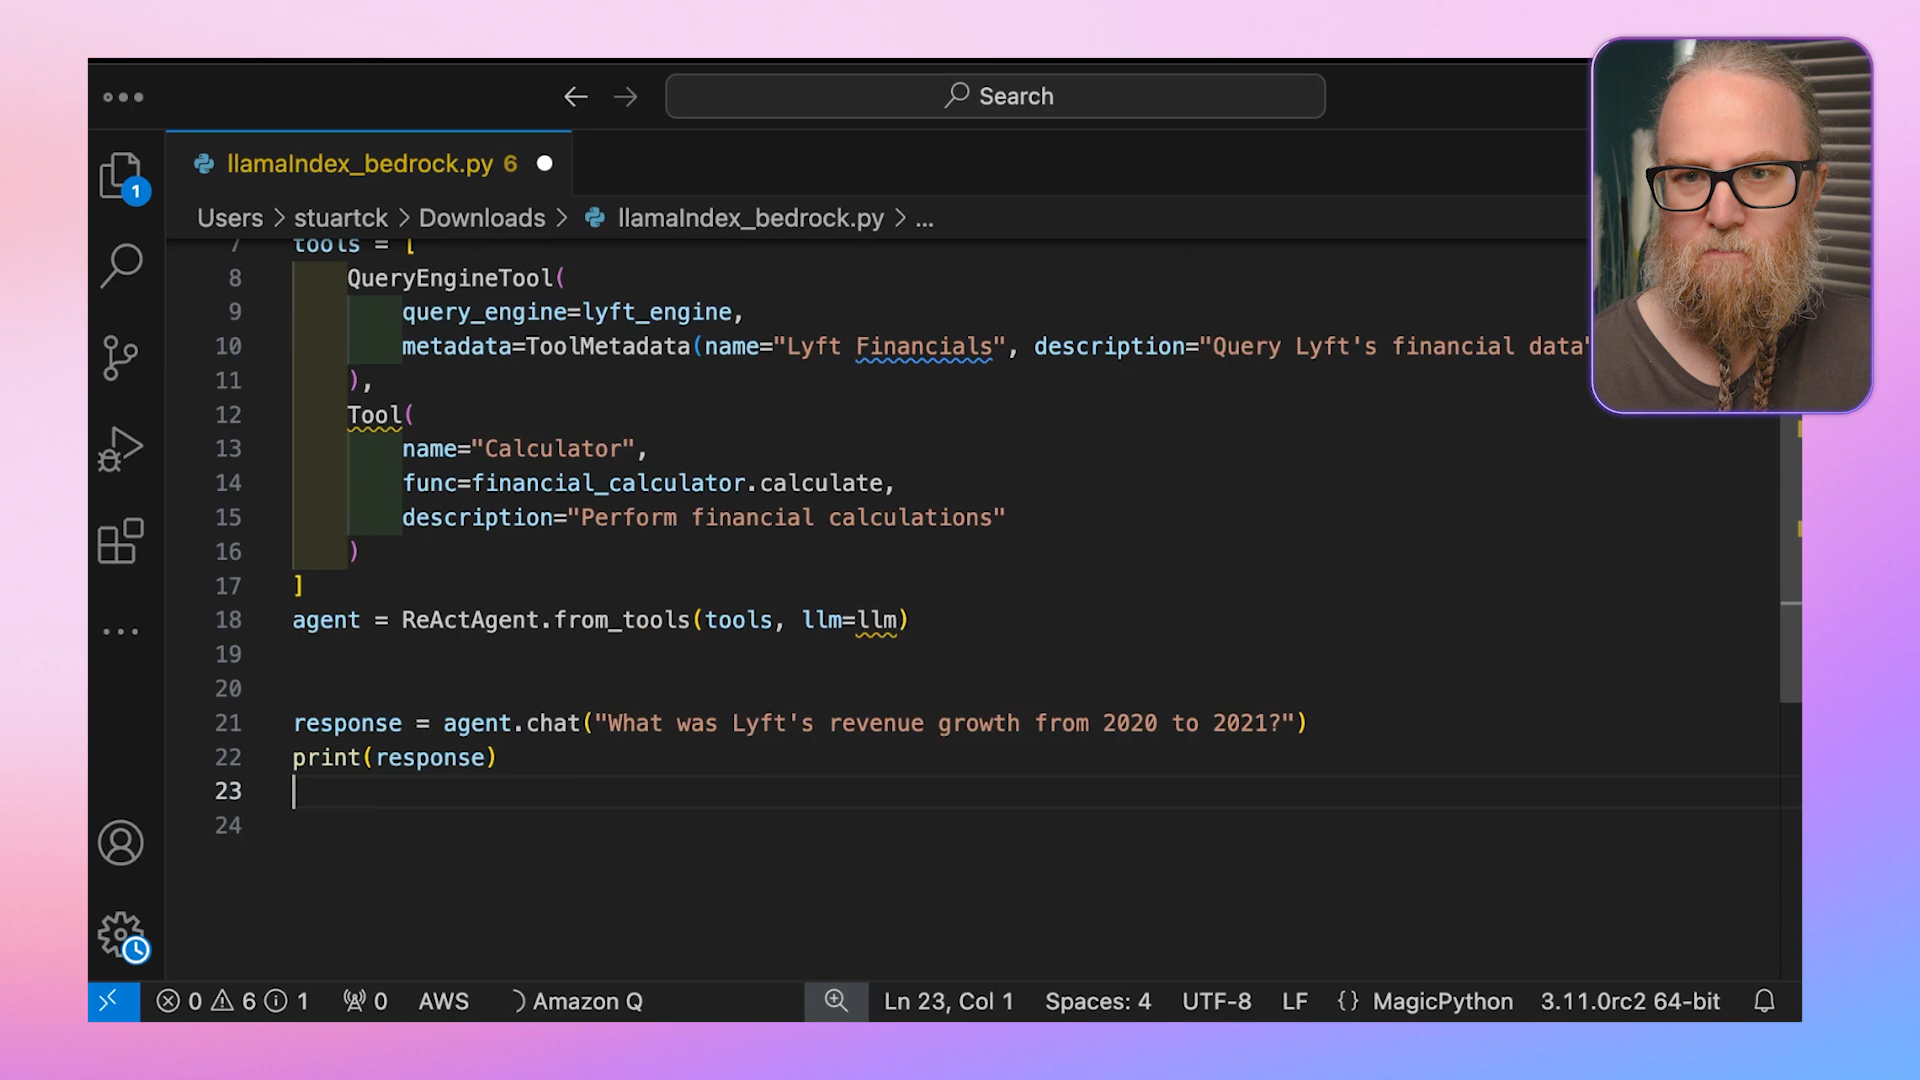 Search
1
llamaIndex_bedrock.py 6
Users > stuartck > Downloads > llamaIndex_bedrock.py > ...
7 tools = [
8 QueryEngineTool(
9 query_engine=lyft_engine,
10 metadata=ToolMetadata(name="Lyft Financials", description="Query Lyft's financial data"
11 ),
12 Tool(
13 name="Calculator",
14 func=financial_calculator.calculate,
15 description="Perform financial calculations"
16 )
17 ]
18 agent = ReActAgent.from_tools(tools, llm=llm)
19
20
21 response = agent.chat("What was Lyft's revenue growth from 2020 to 2021?")
22 print(response)
23
24
0 6 1 0 AWS Amazon Q Ln 23, Col 1 Spaces: 4 UTF-8 LF {} MagicPython 3.11.0rc2 64-bit